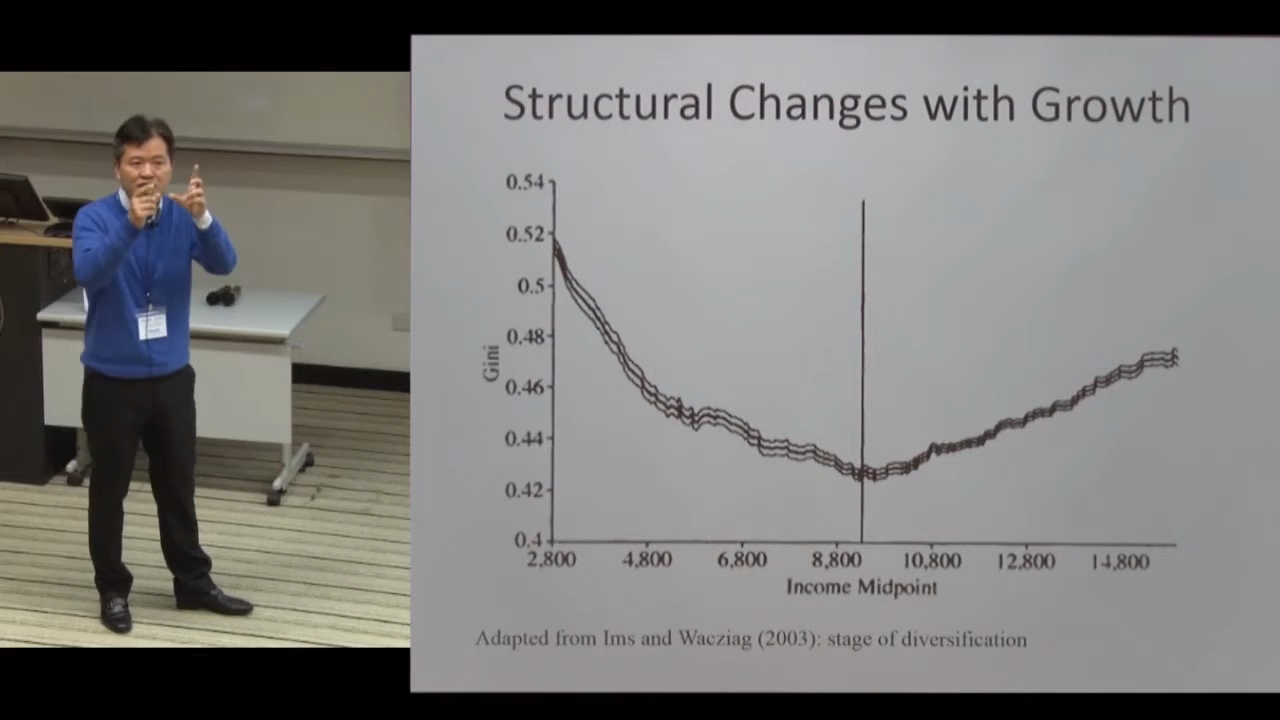 Structural Changes with Growth
0.54
0.52
0.5
0.48
0.46
0.44
0.42
0.4
Gini
2,800 4,800 6,800 8,800 10,800 12,800 14,800
Income Midpoint
Adapted from Ims and Wacziag (2003): stage of diversification